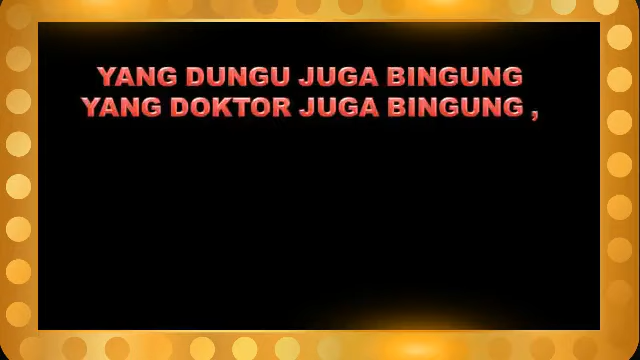 YANG DUNGU JUGA BINGUNG
YANG DOKTOR JUGA BINGUNG ,